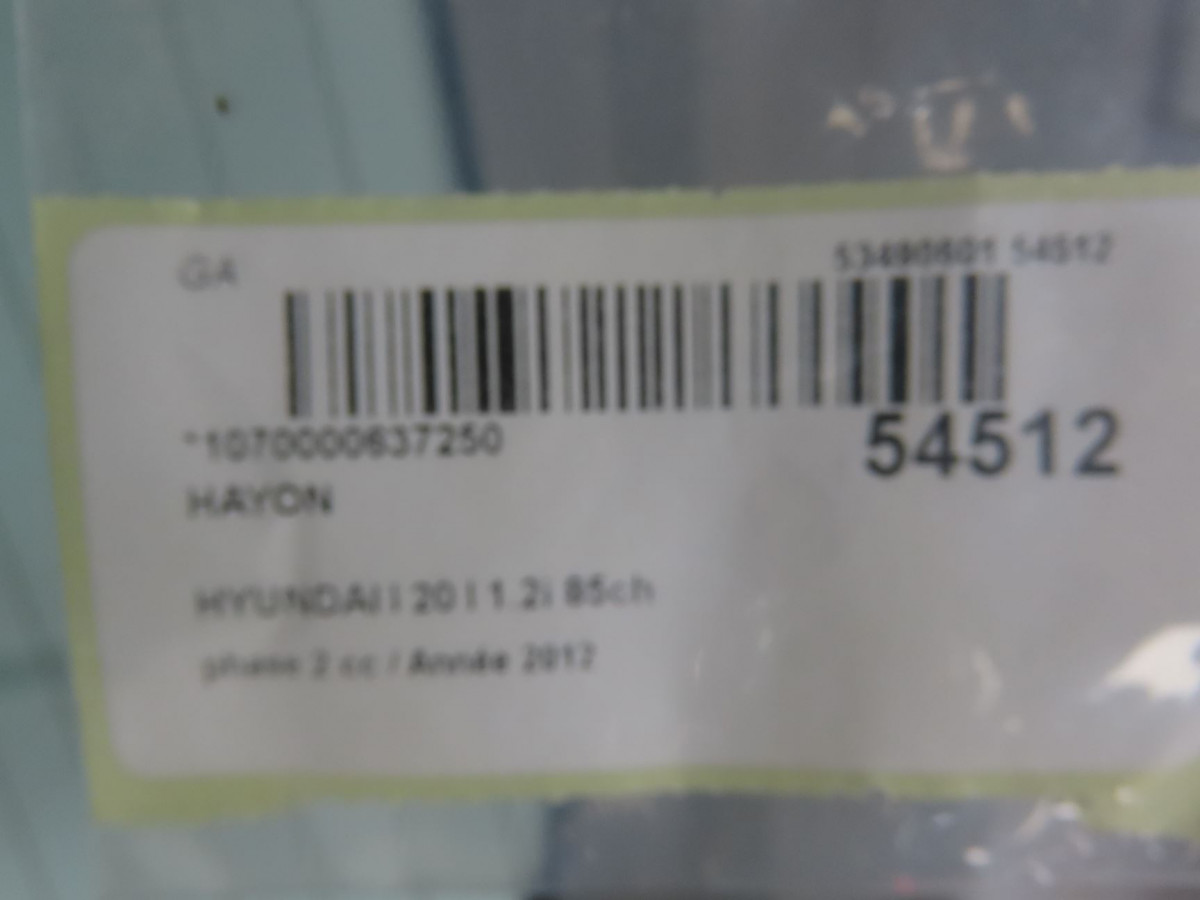 GA
53490601 54512
*1070000637250
54512
HAYON
HYUNDAI I 20 I 1.2i 85ch
phase 2 cc / Année 2012